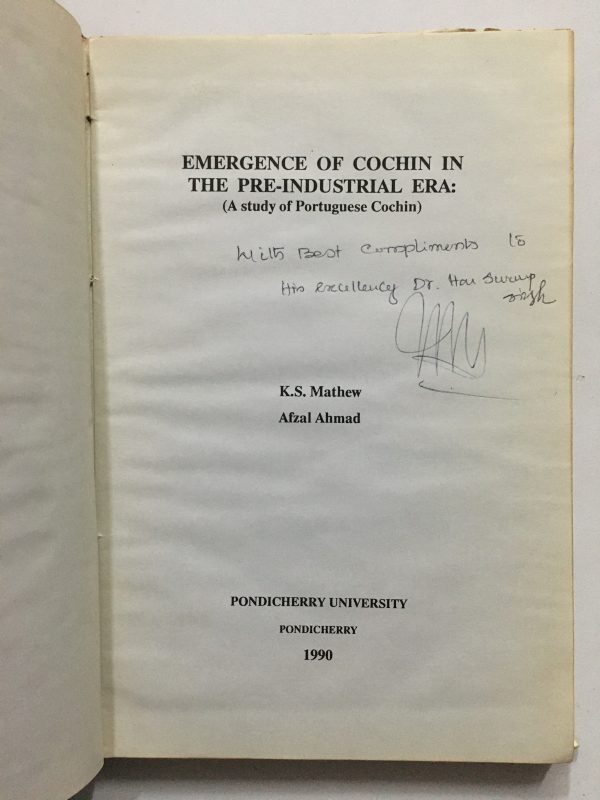 EMERGENCE OF COCHIN IN
THE PRE-INDUSTRIAL ERA:
(A study of Portuguese Cochin)
With Best Compliments to
His excellency Dr. Har Swarup
Singh
K.S. Mathew
Afzal Ahmad
PONDICHERRY UNIVERSITY
PONDICHERRY
1990